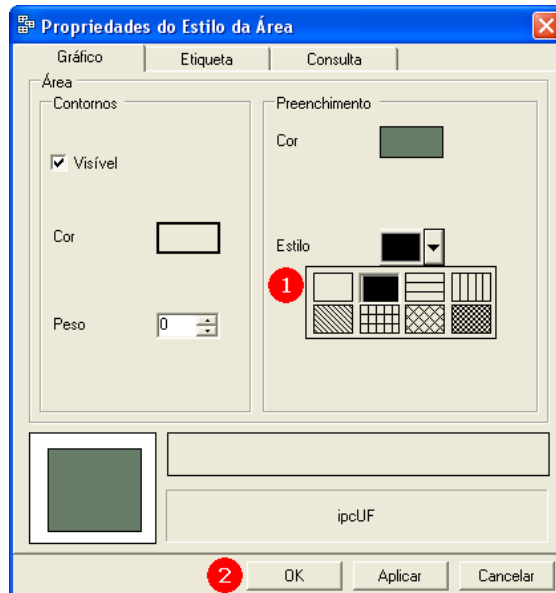 Propriedades do Estilo da Área
Gráfico Etiqueta Consulta
Área
Contornos
Preenchimento
Cor
Visível
Cor
Estilo
1
Peso 0
ipcUF
2 OK Aplicar Cancelar